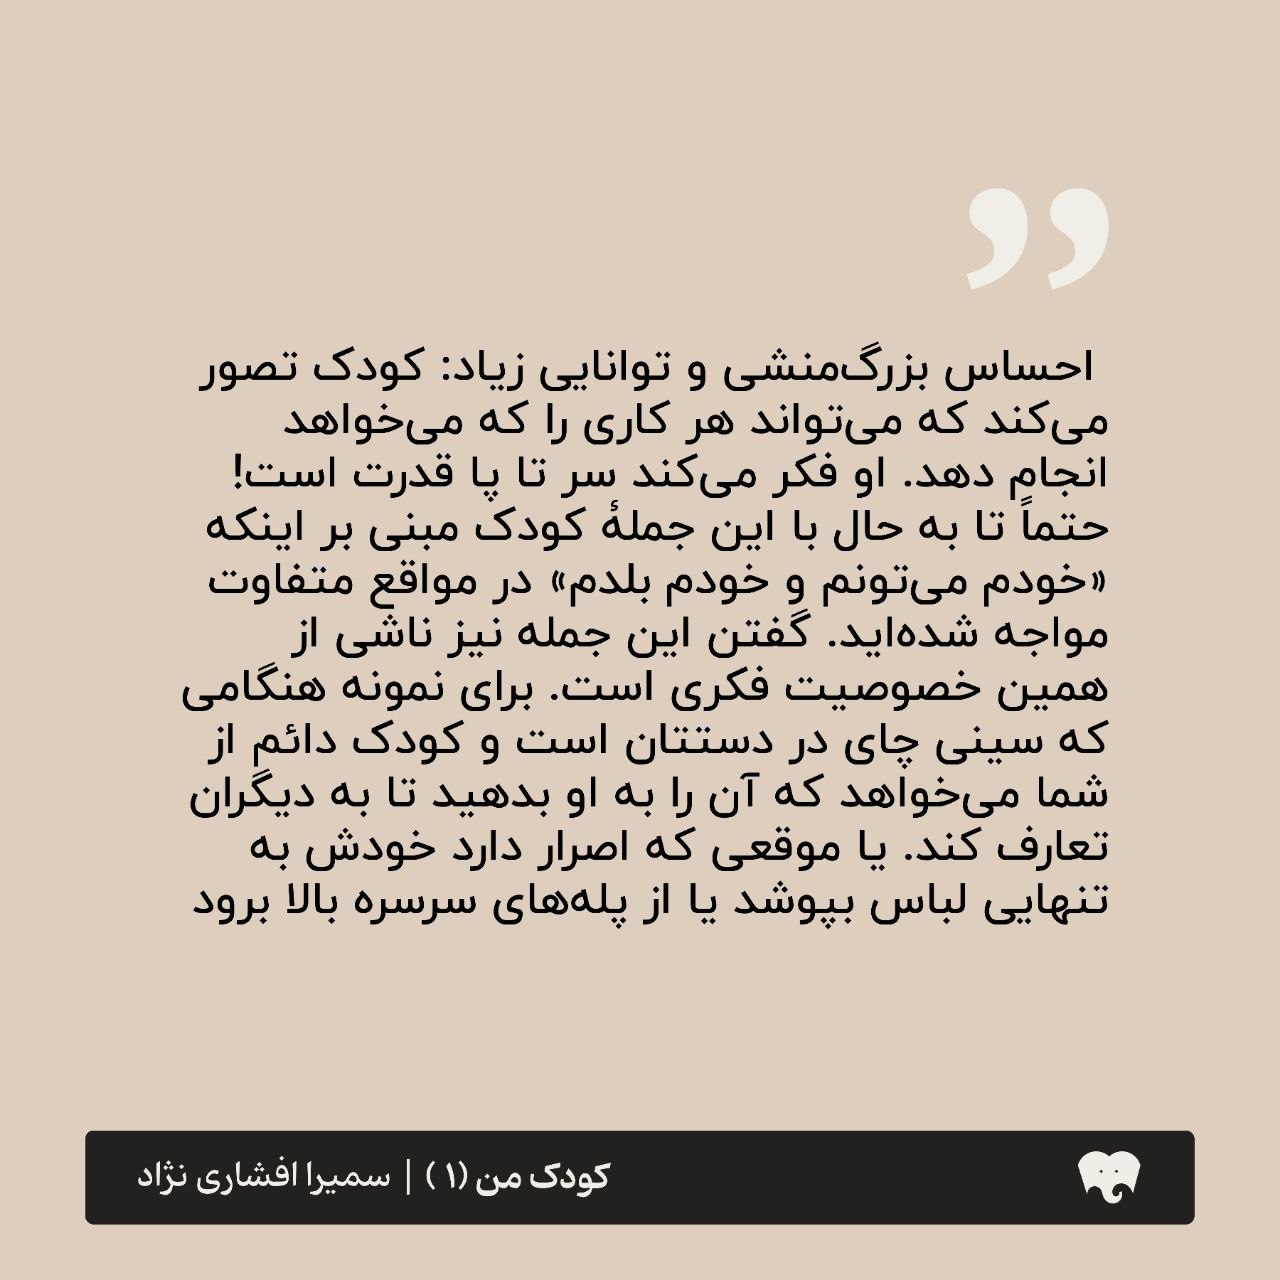 احساس بزرگ‌منشی و توانایی زیاد: کودک تصور
می‌کند که می‌تواند هر کاری را که می‌خواهد
انجام دهد. او فکر می‌کند سر تا پا قدرت است!
حتماً تا به حال با این جملهٔ کودک مبنی بر اینکه
«خودم می‌تونم و خودم بلدم» در مواقع متفاوت
مواجه شده‌اید. گفتن این جمله نیز ناشی از
همین خصوصیت فکری است. برای نمونه هنگامی
که سینی چای در دستتان است و کودک دائم از
شما می‌خواهد که آن را به او بدهید تا به دیگران
تعارف کند. یا موقعی که اصرار دارد خودش به
تنهایی لباس بپوشد یا از پله‌های سرسره بالا برود
کودک من (۱ ) | سمیرا افشاری نژاد